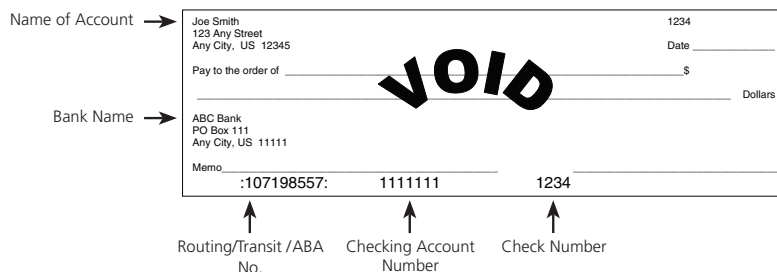 Name of Account
Joe Smith
1234
123 Any Street
Any City, US 12345
Date
Pay to the order of
$
VOID
Dollars
Bank Name
ABC Bank
PO Box 111
Any City, US 11111
Memo
:107198557:
1111111
1234
Routing/Transit /ABA
No.
Checking Account
Number
Check Number